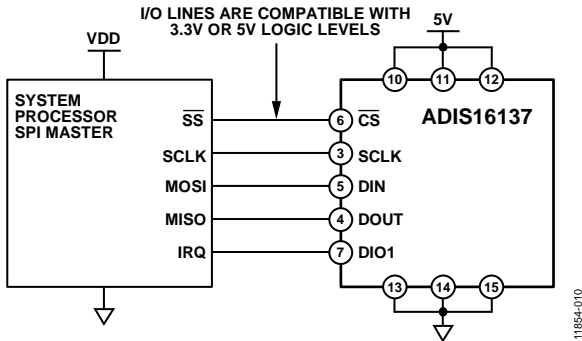 I/O LINES ARE COMPATIBLE WITH
3.3V OR 5V LOGIC LEVELS
VDD
5V
10 11 12
SYSTEM
PROCESSOR
SPI MASTER
ADIS16137
SS 6 CS
SCLK 3 SCLK
MOSI 5 DIN
MISO 4 DOUT
IRQ 7 DIO1
13 14 15
11854-010